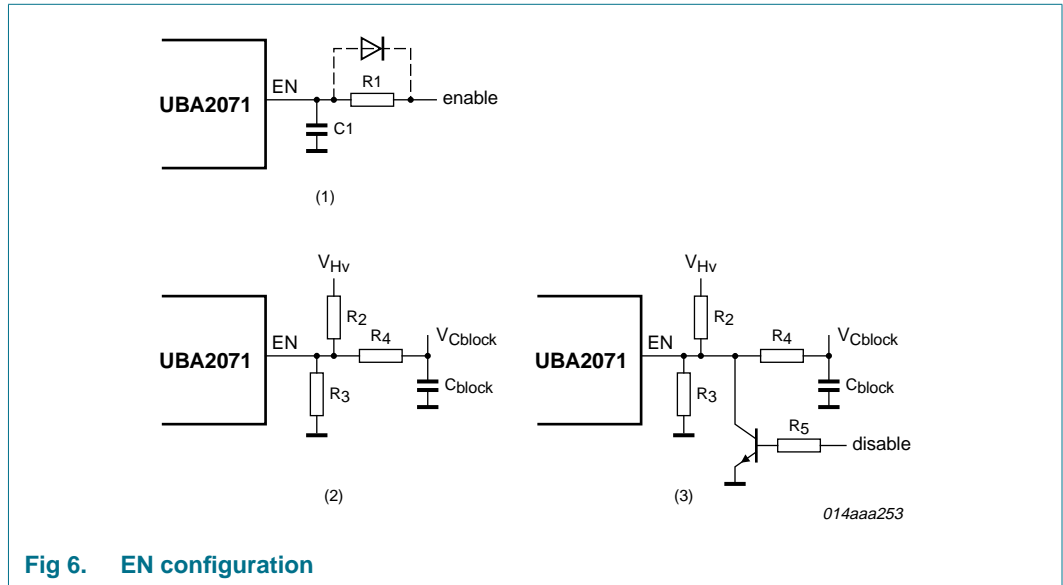 EN
R1
enable
UBA2071
C1
(1)
VHv
R2
R4
VCblock
EN
UBA2071
R3
Cblock
(2)
VHv
R2
R4
VCblock
EN
UBA2071
R3
Cblock
R5
disable
(3)
014aaa253
Fig 6. EN configuration